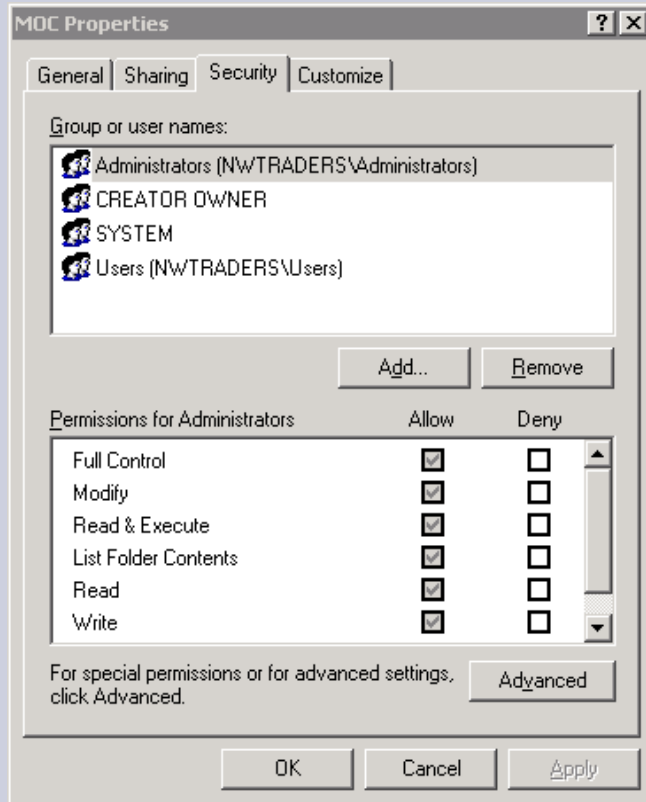 MOC Properties
General Sharing Security Customize
Group or user names:
Administrators (NWTRADERS\Administrators)
CREATOR OWNER
SYSTEM
Users (NWTRADERS\Users)
Add... Remove
Permissions for Administrators Allow Deny
Full Control
Modify
Read & Execute
List Folder Contents
Read
Write
For special permissions or for advanced settings,
click Advanced.
Advanced
OK Cancel Apply